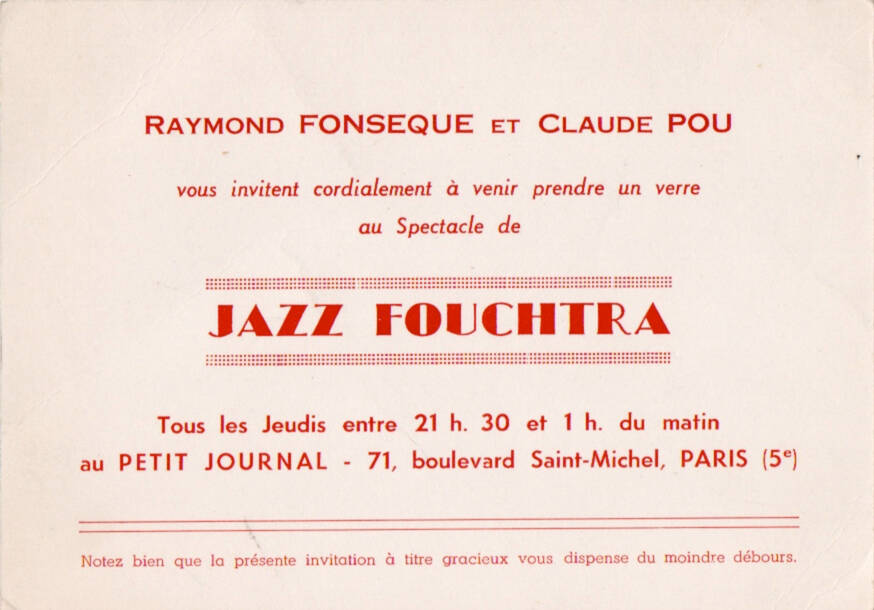 RAYMOND FONSEQUE ET CLAUDE POU
vous invitent cordialement à venir prendre un verre
au Spectacle de
JAZZ FOUCHTRA
Tous les Jeudis entre 21 h. 30 et 1 h. du matin
au PETIT JOURNAL - 71, boulevard Saint-Michel, PARIS (5e)
Notez bien que la présente invitation à titre gracieux vous dispense du moindre débours.